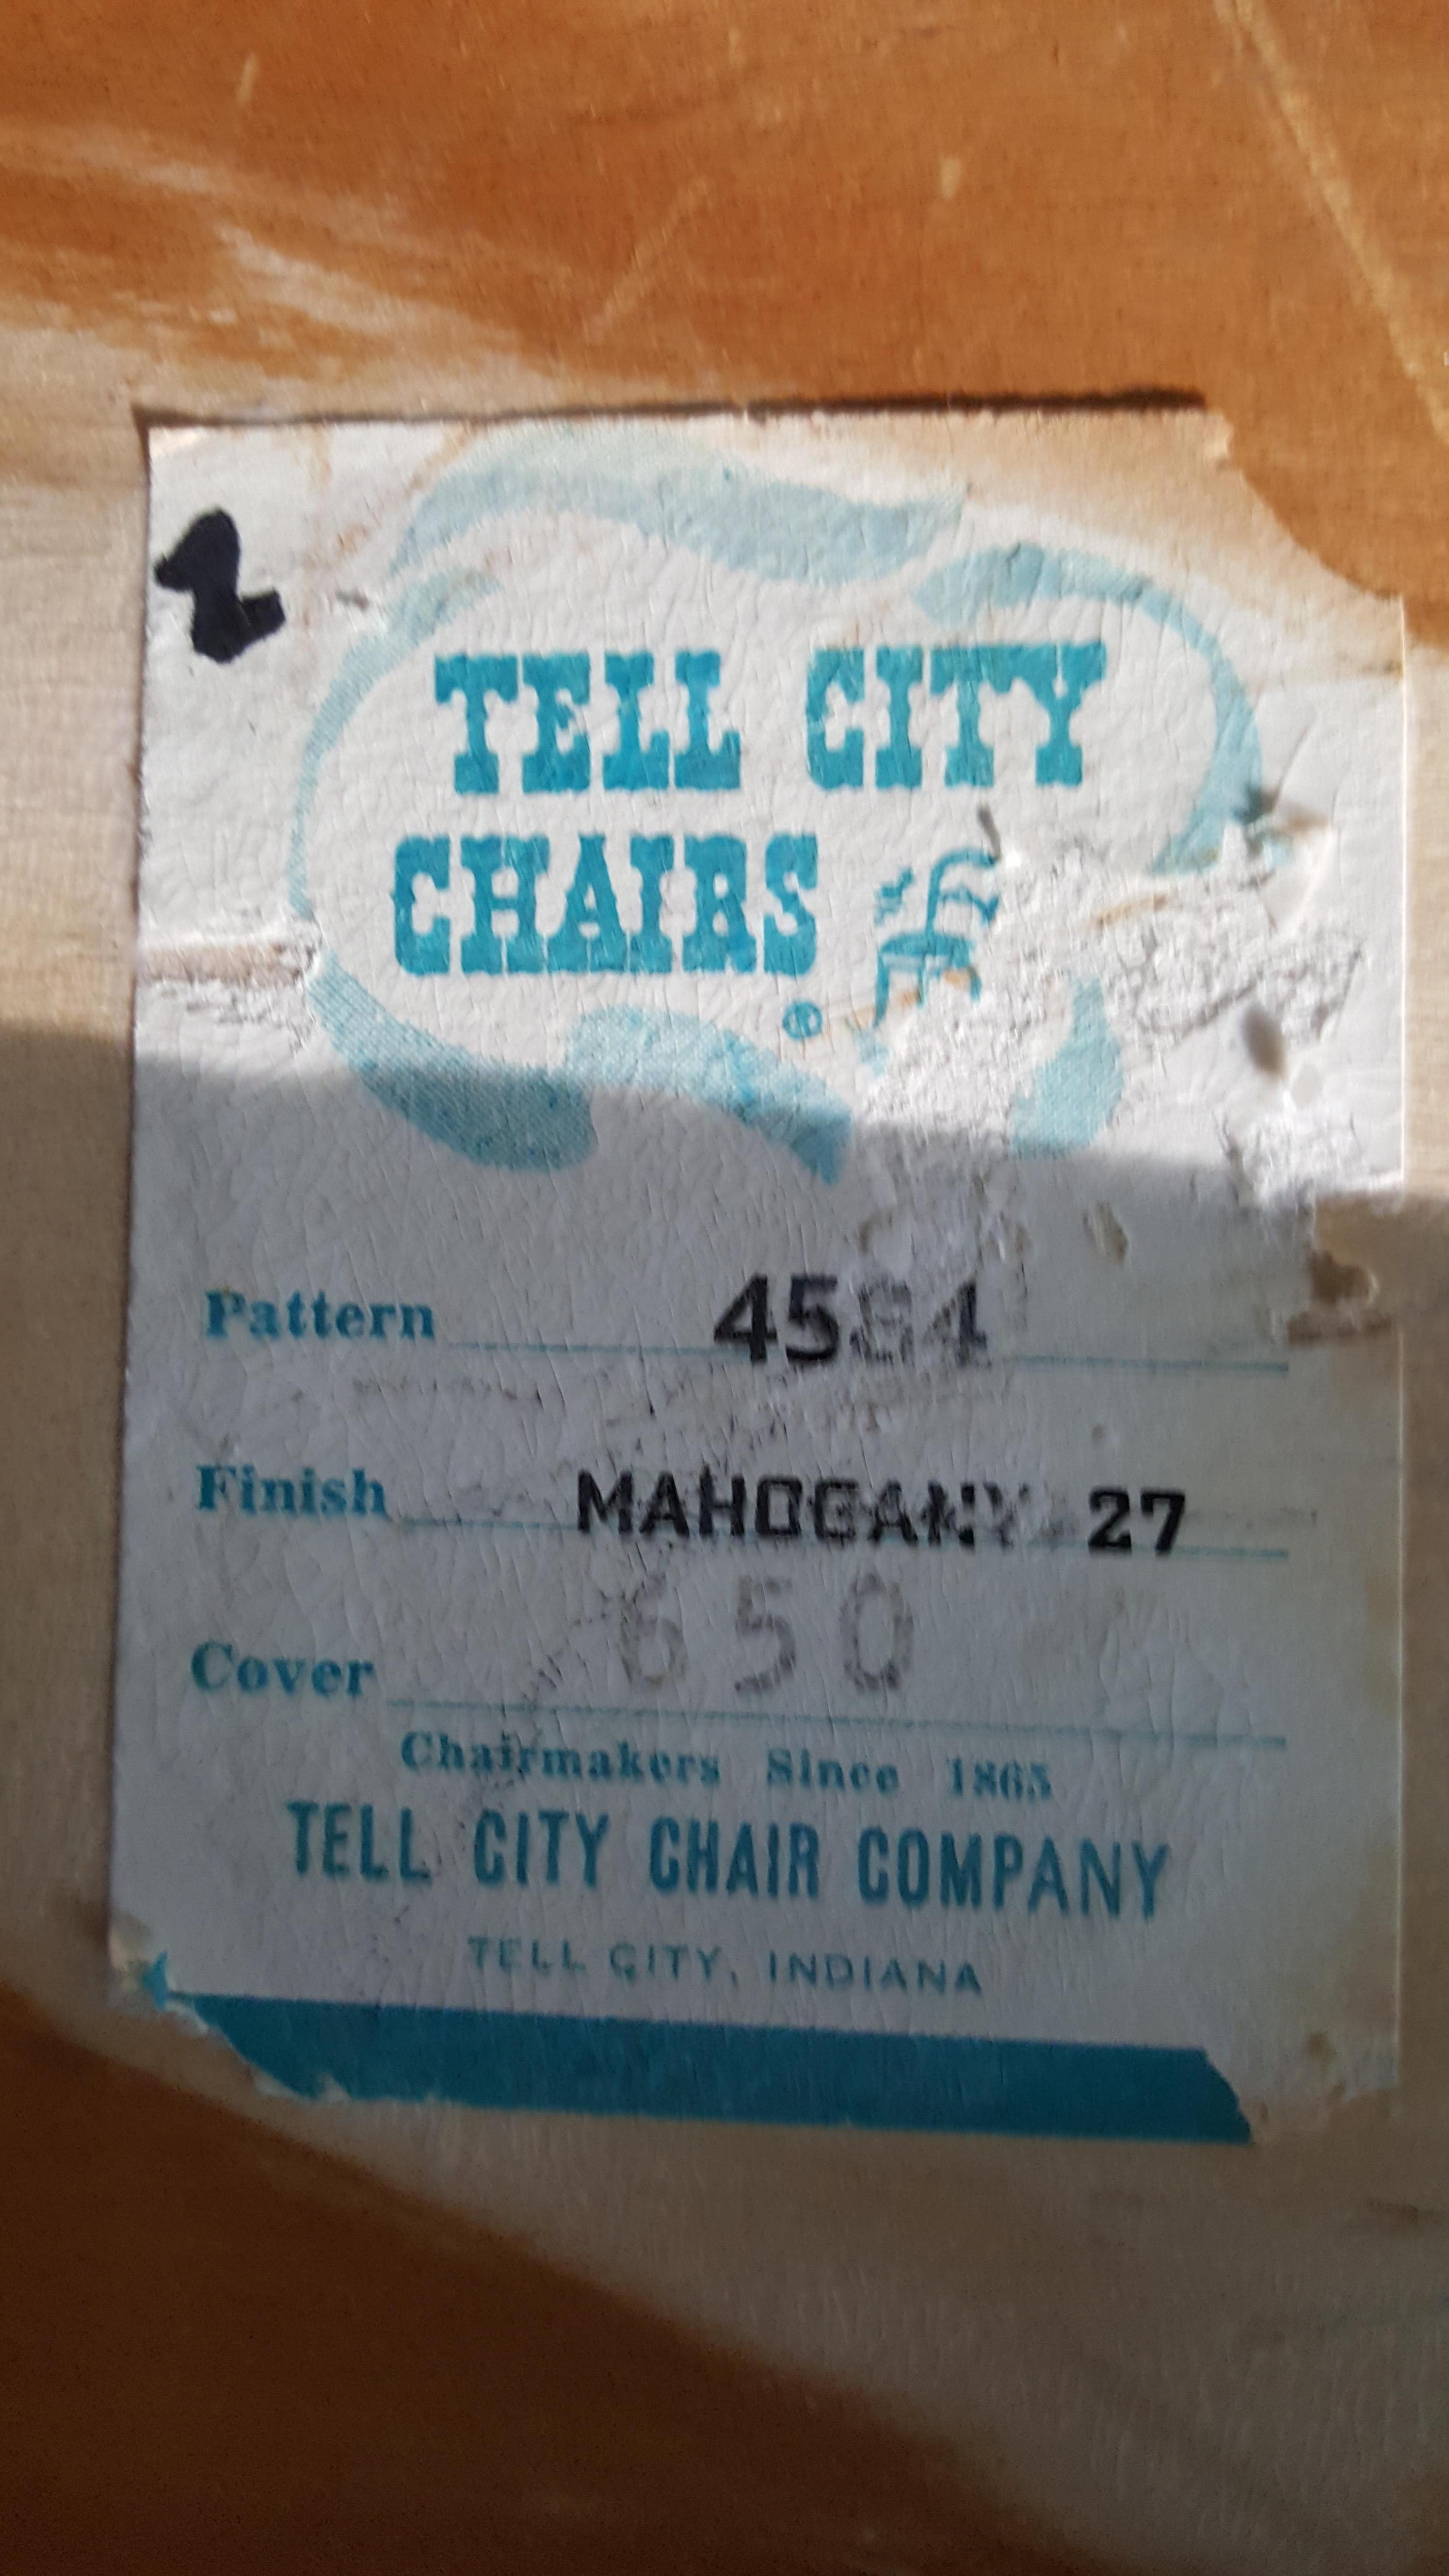 2
TELL CITY
CHAIRS
®
Pattern
Finish MAHOGANY 27
Cover 650
Chairmakers Since 1865
TELL CITY CHAIR COMPANY
TELL CITY, INDIANA